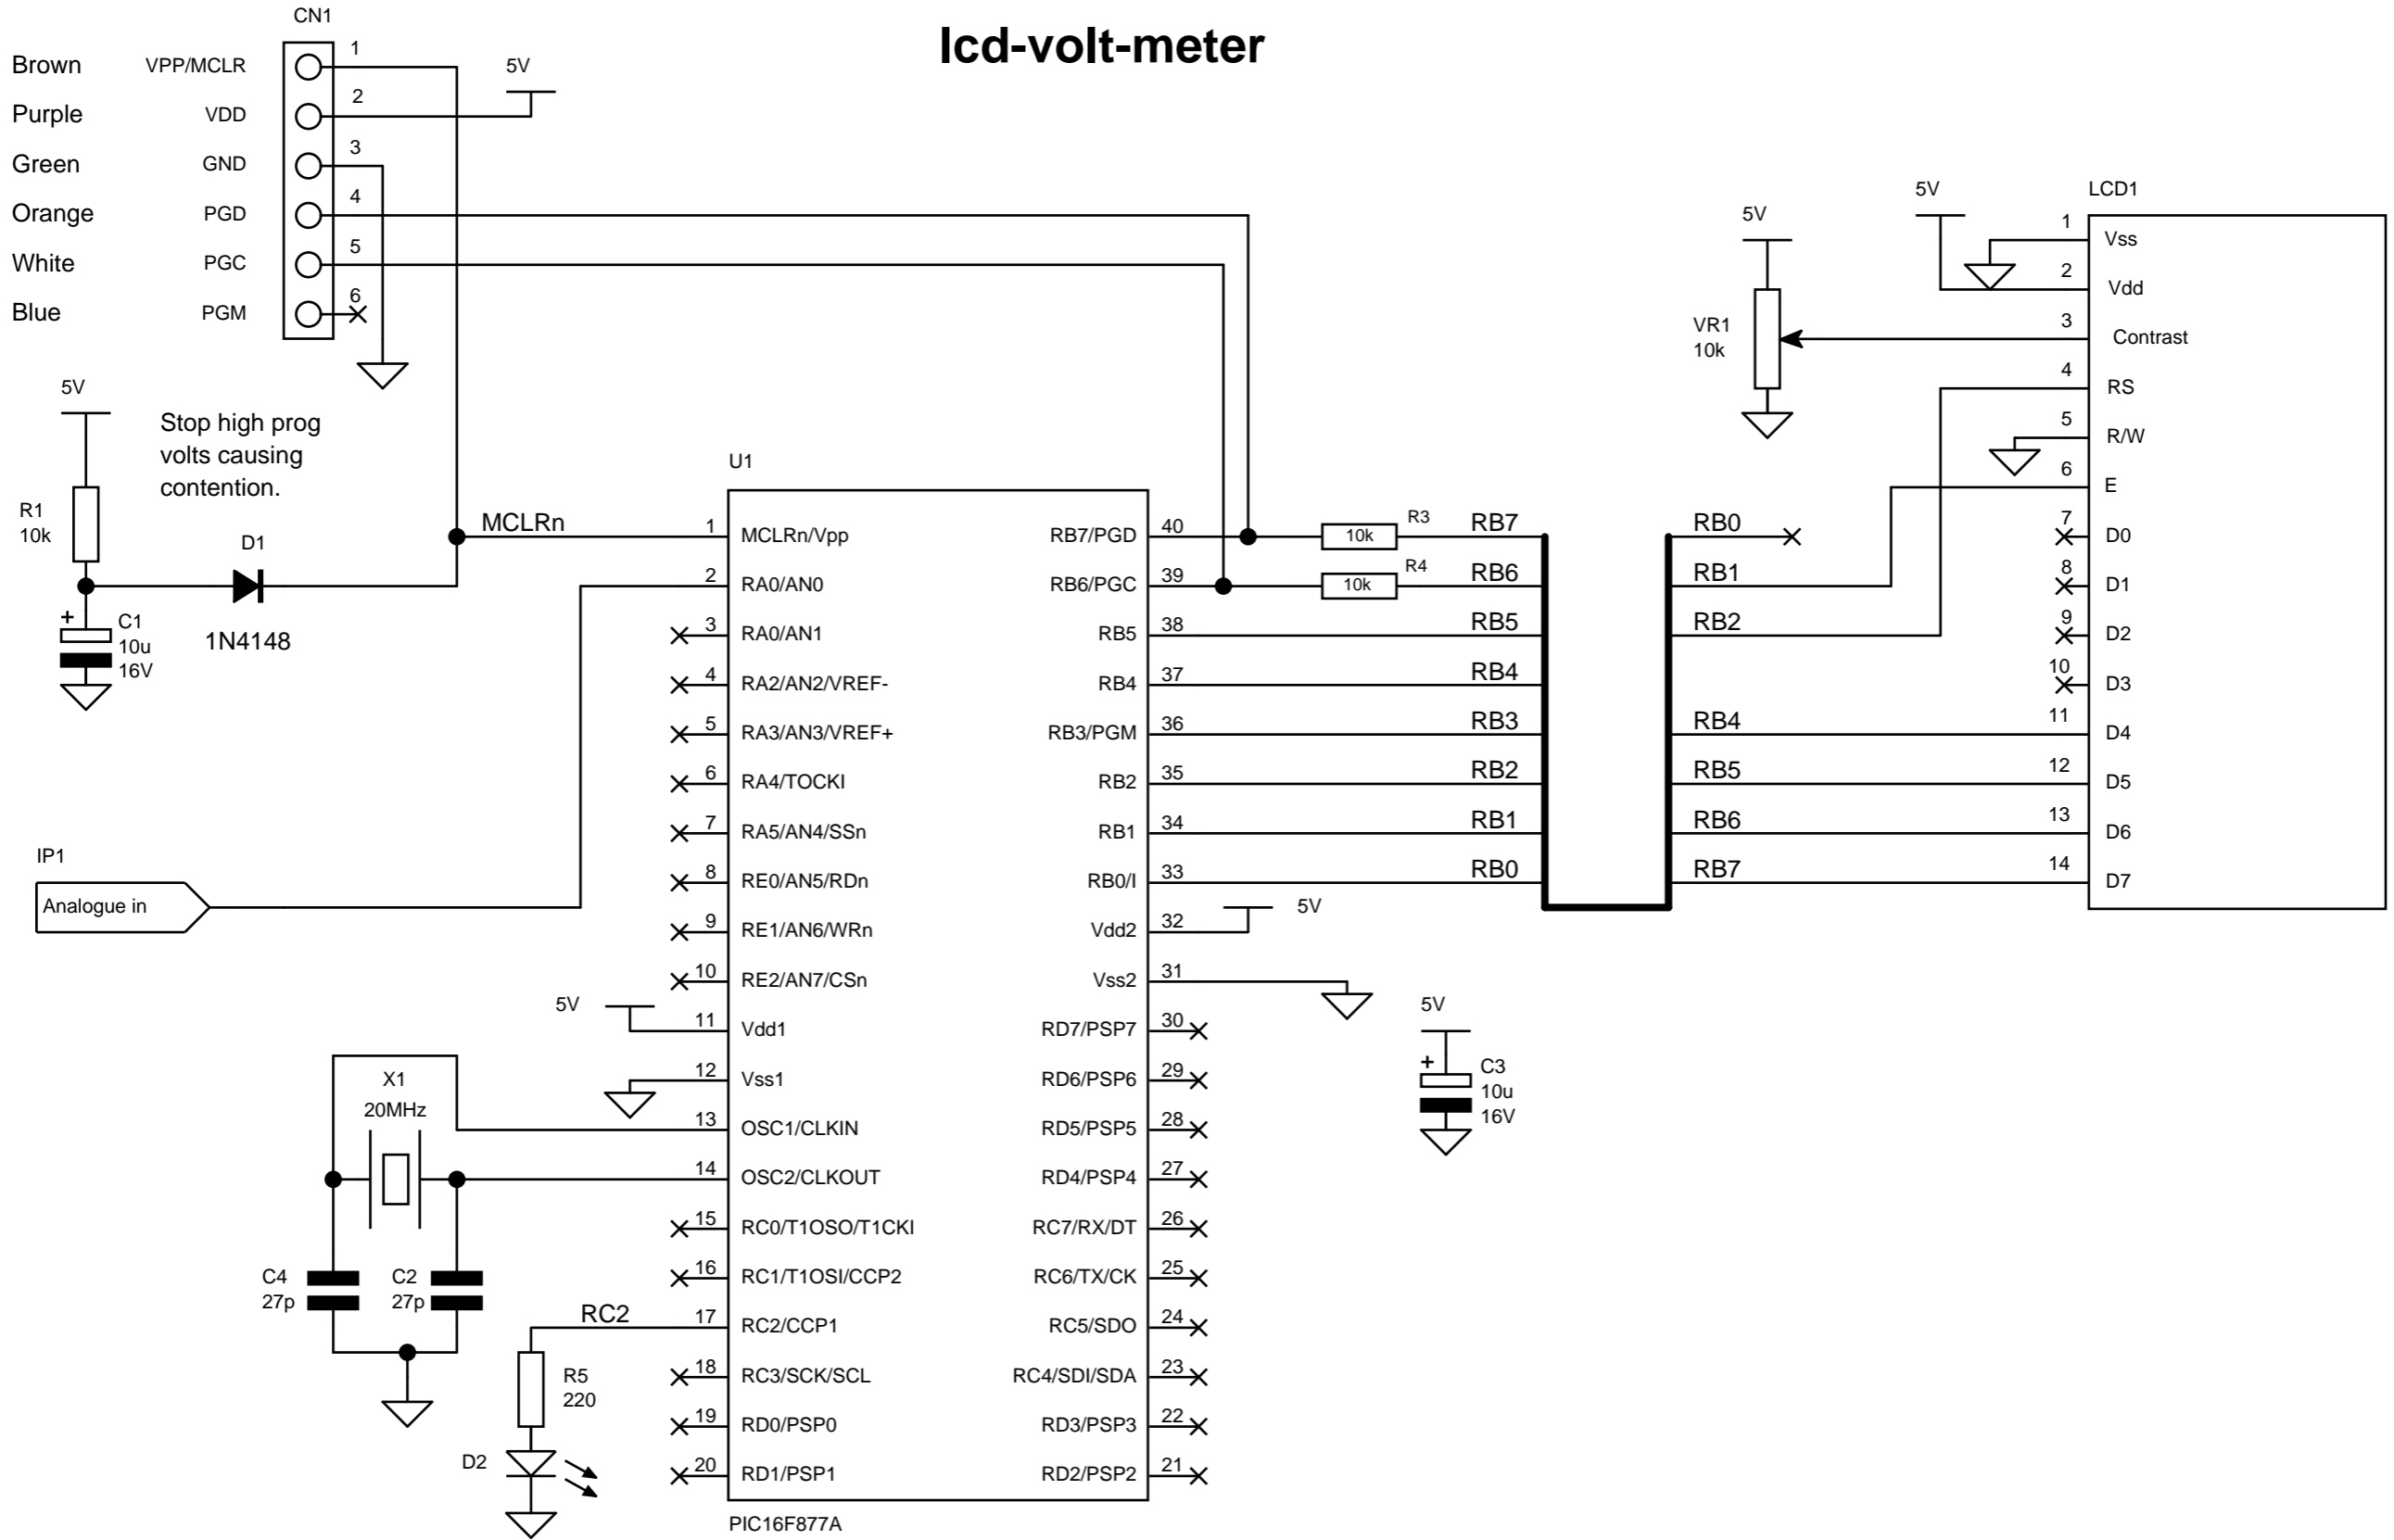 lcd-volt-meter
CN1
Brown VPP/MCLR 1
5V
Purple VDD 2
Green GND 3
Orange PGD 4
White PGC 5
Blue PGM 6
5V
Stop high prog
volts causing
contention.
R1
10k
D1
1N4148
+
C1
10u
16V
MCLRn
IP1
Analogue in
U1
1 MCLRn/Vpp
2 RA0/AN0
3 RA0/AN1
4 RA2/AN2/VREF-
5 RA3/AN3/VREF+
6 RA4/TOCKI
7 RA5/AN4/SSn
8 RE0/AN5/RDn
9 RE1/AN6/WRn
10 RE2/AN7/CSn
5V
11 Vdd1
12 Vss1
13 OSC1/CLKIN
14 OSC2/CLKOUT
15 RC0/T1OSO/T1CKI
16 RC1/T1OSI/CCP2
RC2
17 RC2/CCP1
18 RC3/SCK/SCL
19 RD0/PSP0
20 RD1/PSP1
PIC16F877A
X1
20MHz
C4
27p
C2
27p
R5
220
D2
RB7/PGD 40
R3
10k
RB7
RB6/PGC 39
R4
10k
RB6
RB5 38 RB5
RB4 37 RB4
RB3/PGM 36 RB3
RB2 35 RB2
RB1 34 RB1
RB0/I 33 RB0
Vdd2 32
5V
Vss2 31
RD7/PSP7 30
RD6/PSP6 29
RD5/PSP5 28
RD4/PSP4 27
RC7/RX/DT 26
RC6/TX/CK 25
RC5/SDO 24
RC4/SDI/SDA 23
RD3/PSP3 22
RD2/PSP2 21
5V
+
C3
10u
16V
RB0
RB1
RB2
RB4
RB5
RB6
RB7
5V
VR1
10k
5V
LCD1
1 Vss
2 Vdd
3 Contrast
4 RS
5 R/W
6 E
7 D0
8 D1
9 D2
10 D3
11 D4
12 D5
13 D6
14 D7